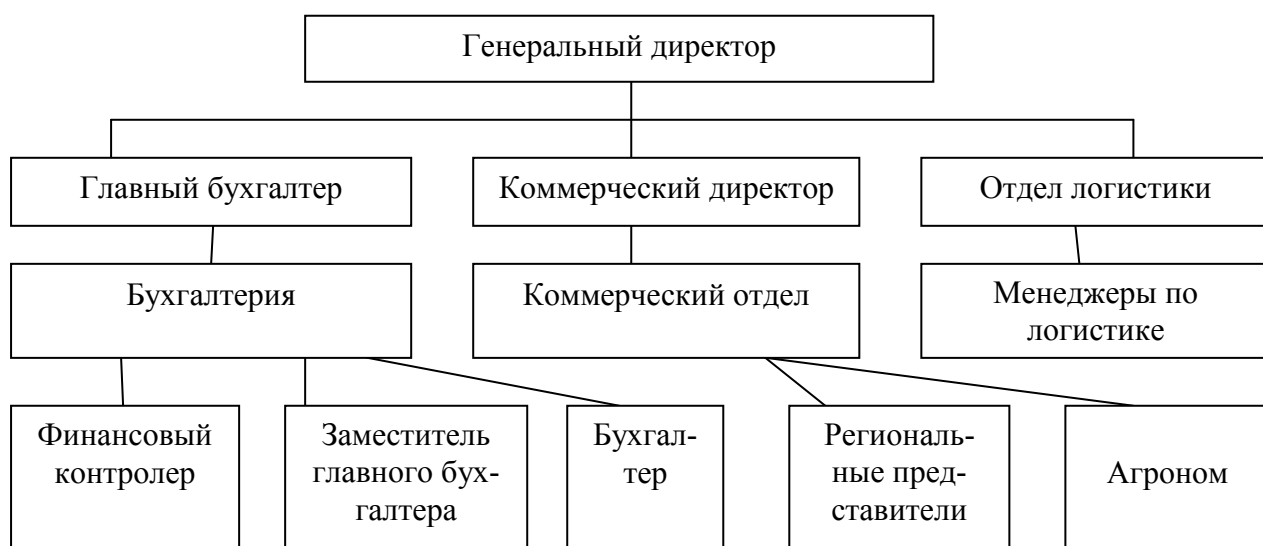 Генеральный директор
Главный бухгалтер
Коммерческий директор
Отдел логистики
Бухгалтерия
Коммерческий отдел
Менеджеры по
логистике
Финансовый
контролер
Заместитель
главного бух-
галтера
Бухгал-
тер
Региональ-
ные пред-
ставители
Агроном